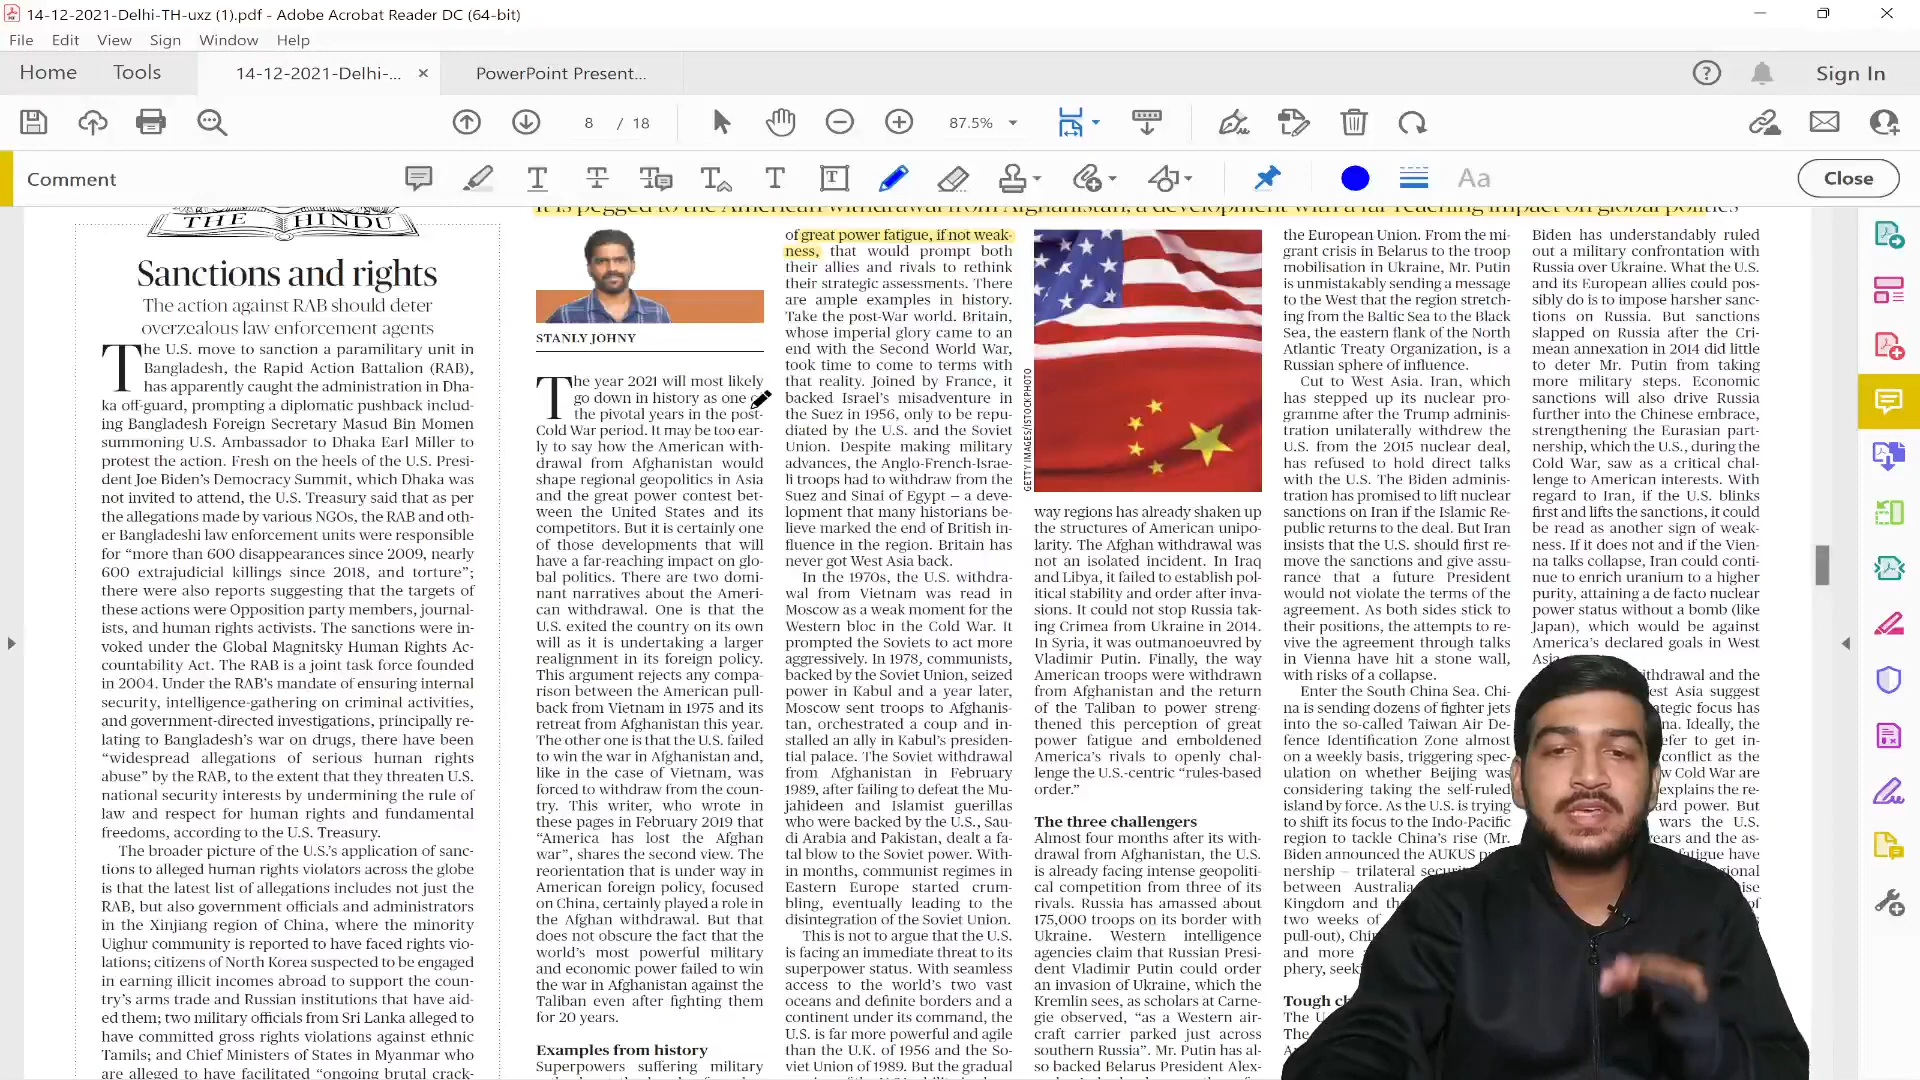 14-12-2021-Delhi-TH-uxz (1).pdf - Adobe Acrobat Reader DC (64-bit)
File Edit View Sign Window Help
Home Tools 14-12-2021-Delhi-... × PowerPoint Present... Sign In
8 / 18 87.5%
Comment Aa Close
THE HINDU
Sanctions and rights
The action against RAB should deter
overzealous law enforcement agents
The U.S. move to sanction a paramilitary unit in
Bangladesh, the Rapid Action Battalion (RAB),
has apparently caught the administration in Dha-
ka off-guard, prompting a diplomatic pushback includ-
ing Bangladesh Foreign Secretary Masud Bin Momen
summoning U.S. Ambassador to Dhaka Earl Miller to
protest the action. Fresh on the heels of the U.S. Presi-
dent Joe Biden's Democracy Summit, which Dhaka was
not invited to attend, the U.S. Treasury said that as per
the allegations made by various NGOs, the RAB and oth-
er Bangladeshi law enforcement units were responsible
for “more than 600 disappearances since 2009, nearly
600 extrajudicial killings since 2018, and torture”;
there were also reports suggesting that the targets of
these actions were Opposition party members, journal-
ists, and human rights activists. The sanctions were in-
voked under the Global Magnitsky Human Rights Ac-
countability Act. The RAB is a joint task force founded
in 2004. Under the RAB's mandate of ensuring internal
security, intelligence-gathering on criminal activities,
and government-directed investigations, principally re-
lating to Bangladesh's war on drugs, there have been
“widespread allegations of serious human rights
abuse” by the RAB, to the extent that they threaten U.S.
national security interests by undermining the rule of
law and respect for human rights and fundamental
freedoms, according to the U.S. Treasury.
The broader picture of the U.S.'s application of sanc-
tions to alleged human rights violators across the globe
is that the latest list of allegations includes not just the
RAB, but also government officials and administrators
in the Xinjiang region of China, where the minority
Uighur community is reported to have faced rights vio-
lations; citizens of North Korea suspected to be engaged
in earning illicit incomes abroad to support the coun-
try's arms trade and Russian institutions that have aid-
ed them; two military officials from Sri Lanka alleged to
have committed gross rights violations against ethnic
Tamils; and Chief Ministers of States in Myanmar who
are alleged to have facilitated “ongoing brutal crack-
It is pegged to the American withdrawal from Afghanistan, a development with a far-reaching impact on global politics
STANLY JOHNY
The year 2021 will most likely
go down in history as one
the pivotal years in the post-
Cold War period. It may be too ear-
ly to say how the American with-
drawal from Afghanistan would
shape regional geopolitics in Asia
and the great power contest bet-
ween the United States and its
competitors. But it is certainly one
of those developments that will
have a far-reaching impact on glo-
bal politics. There are two domi-
nant narratives about the Ameri-
can withdrawal. One is that the
U.S. exited the country on its own
will as it is undertaking a larger
realignment in its foreign policy.
This argument rejects any compa-
rison between the American pull-
back from Vietnam in 1975 and its
retreat from Afghanistan this year.
The other one is that the U.S. failed
to win the war in Afghanistan and,
like in the case of Vietnam, was
forced to withdraw from the coun-
try. This writer, who wrote in
these pages in February 2019 that
“America has lost the Afghan
war”, shares the second view. The
reorientation that is under way in
American foreign policy, focused
on China, certainly played a role in
the Afghan withdrawal. But that
does not obscure the fact that the
world's most powerful military
and economic power failed to win
the war in Afghanistan against the
Taliban even after fighting them
for 20 years.
Examples from history
Superpowers suffering military
of great power fatigue, if not weak-
ness, that would prompt both
their allies and rivals to rethink
their strategic assessments. There
are ample examples in history.
Take the post-War world. Britain,
whose imperial glory came to an
end with the Second World War,
took time to come to terms with
that reality. Joined by France, it
backed Israel's misadventure in
the Suez in 1956, only to be repu-
diated by the U.S. and the Soviet
Union. Despite making military
advances, the Anglo-French-Israe-
li troops had to withdraw from the
Suez and Sinai of Egypt – a deve-
lopment that many historians be-
lieve marked the end of British in-
fluence in the region. Britain has
never got West Asia back.
In the 1970s, the U.S. withdra-
wal from Vietnam was read in
Moscow as a weak moment for the
Western bloc in the Cold War. It
prompted the Soviets to act more
aggressively. In 1978, communists,
backed by the Soviet Union, seized
power in Kabul and a year later,
Moscow sent troops to Afghanis-
tan, orchestrated a coup and in-
stalled an ally in Kabul's presiden-
tial palace. The Soviet withdrawal
from Afghanistan in February
1989, after failing to defeat the Mu-
jahideen and Islamist guerillas
who were backed by the U.S., Sau-
di Arabia and Pakistan, dealt a fa-
tal blow to the Soviet power. With-
in months, communist regimes in
Eastern Europe started crum-
bling, eventually leading to the
disintegration of the Soviet Union.
This is not to argue that the U.S.
is facing an immediate threat to its
superpower status. With seamless
access to the world's two vast
oceans and definite borders and a
continent under its command, the
U.S. is far more powerful and agile
than the U.K. of 1956 and the So-
viet Union of 1989. But the gradual
GETTY IMAGES/ISTOCKPHOTO
way regions has already shaken up
the structures of American unipo-
larity. The Afghan withdrawal was
not an isolated incident. In Iraq
and Libya, it failed to establish pol-
itical stability and order after inva-
sions. It could not stop Russia tak-
ing Crimea from Ukraine in 2014.
In Syria, it was outmanoeuvred by
Vladimir Putin. Finally, the way
American troops were withdrawn
from Afghanistan and the return
of the Taliban to power streng-
thened this perception of great
power fatigue and emboldened
America's rivals to openly chal-
lenge the U.S.-centric “rules-based
order.”
The three challengers
Almost four months after its with-
drawal from Afghanistan, the U.S.
is already facing intense geopoliti-
cal competition from three of its
rivals. Russia has amassed about
175,000 troops on its border with
Ukraine. Western intelligence
agencies claim that Russian Presi-
dent Vladimir Putin could order
an invasion of Ukraine, which the
Kremlin sees, as scholars at Carne-
gie observed, “as a Western air-
craft carrier parked just across
southern Russia”. Mr. Putin has al-
so backed Belarus President Alex-
the European Union. From the mi-
grant crisis in Belarus to the troop
mobilisation in Ukraine, Mr. Putin
is unmistakably sending a message
to the West that the region stretch-
ing from the Baltic Sea to the Black
Sea, the eastern flank of the North
Atlantic Treaty Organization, is a
Russian sphere of influence.
Cut to West Asia. Iran, which
has stepped up its nuclear pro-
gramme after the Trump adminis-
tration unilaterally withdrew the
U.S. from the 2015 nuclear deal,
has refused to hold direct talks
with the U.S. The Biden adminis-
tration has promised to lift nuclear
sanctions on Iran if the Islamic Re-
public returns to the deal. But Iran
insists that the U.S. should first re-
move the sanctions and give assu-
rance that a future President
would not violate the terms of the
agreement. As both sides stick to
their positions, the attempts to re-
vive the agreement through talks
in Vienna have hit a stone wall,
with risks of a collapse.
Enter the South China Sea. Chi-
na is sending dozens of fighter jets
into the so-called Taiwan Air De-
fence Identification Zone almost
on a weekly basis, triggering spec-
ulation on whether Beijing was
considering taking the self-ruled
island by force. As the U.S. is trying
to shift its focus to the Indo-Pacific
region to tackle China's rise (Mr.
Biden announced the AUKUS
nership – trilateral
between Australia
Kingdom and
two weeks of
pull-out),
and more
phery,
Tough
The
Biden has understandably ruled
out a military confrontation with
Russia over Ukraine. What the U.S.
and its European allies could pos-
sibly do is to impose harsher sanc-
tions on Russia. But sanctions
slapped on Russia after the Cri-
mean annexation in 2014 did little
to deter Mr. Putin from taking
more military steps. Economic
sanctions will also drive Russia
further into the Chinese embrace,
strengthening the Eurasian part-
nership, which the U.S., during the
Cold War, saw as a critical chal-
lenge to American interests. With
regard to Iran, if the U.S. blinks
first and lifts the sanctions, it could
be read as another sign of weak-
ness. If it does not and if the Vien-
na talks collapse, Iran could conti-
nue to enrich uranium to a higher
purity, attaining a de facto nuclear
power status without a bomb (like
Japan), which would be against
America's declared goals in West
Asia.
and the
Asia suggest
focus has
Ideally, the
to get in-
conflict as the
Cold War are
explains the re-
power. But
wars the U.S.
and the as-
have
of